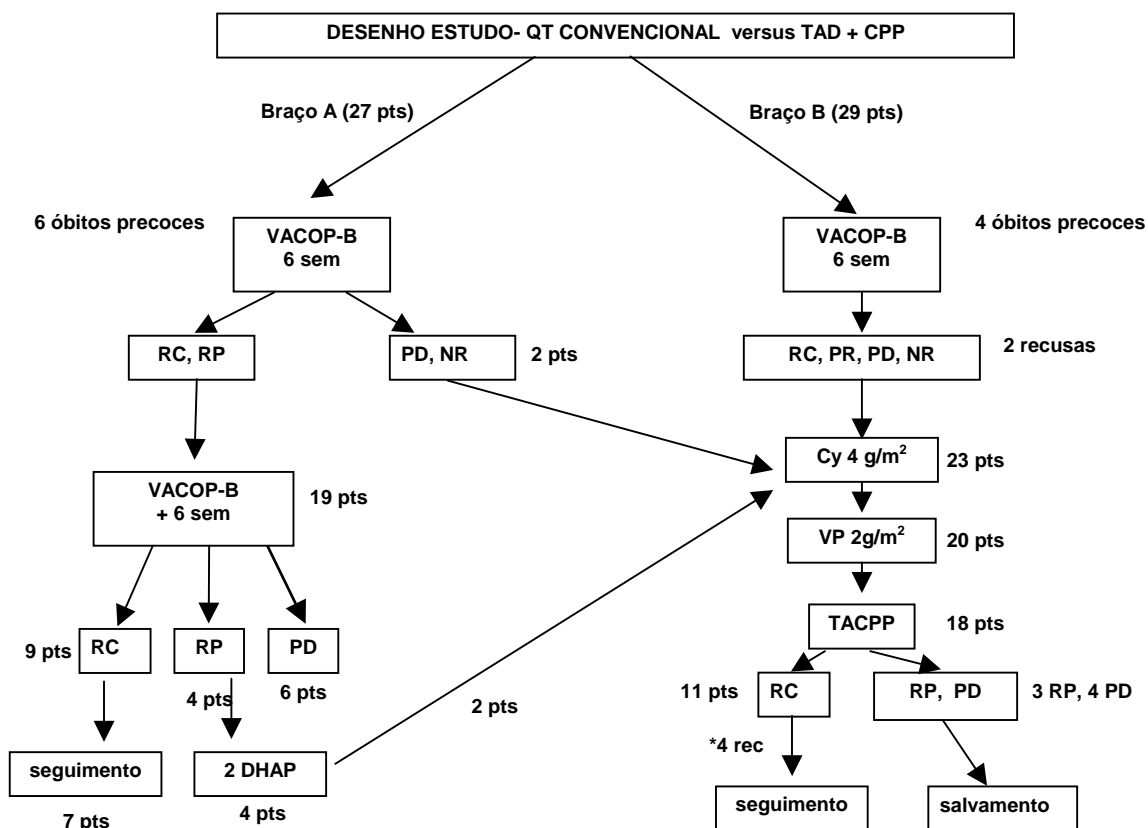 DESENHO ESTUDO- QT CONVENCIONAL versus TAD + CPP
Braço A (27 pts)
Braço B (29 pts)
6 óbitos precoces
VACOP-B
6 sem
VACOP-B
6 sem
4 óbitos precoces
RC, RP
PD, NR
2 pts
RC, PR, PD, NR
2 recusas
Cy 4 g/m²
23 pts
VACOP-B
+ 6 sem
19 pts
VP 2g/m²
20 pts
TACPP
18 pts
9 pts
RC
RP
PD
4 pts
6 pts
2 pts
11 pts
RC
RP, PD
3 RP, 4 PD
*4 rec
seguimento
2 DHAP
7 pts
4 pts
seguimento
salvamento